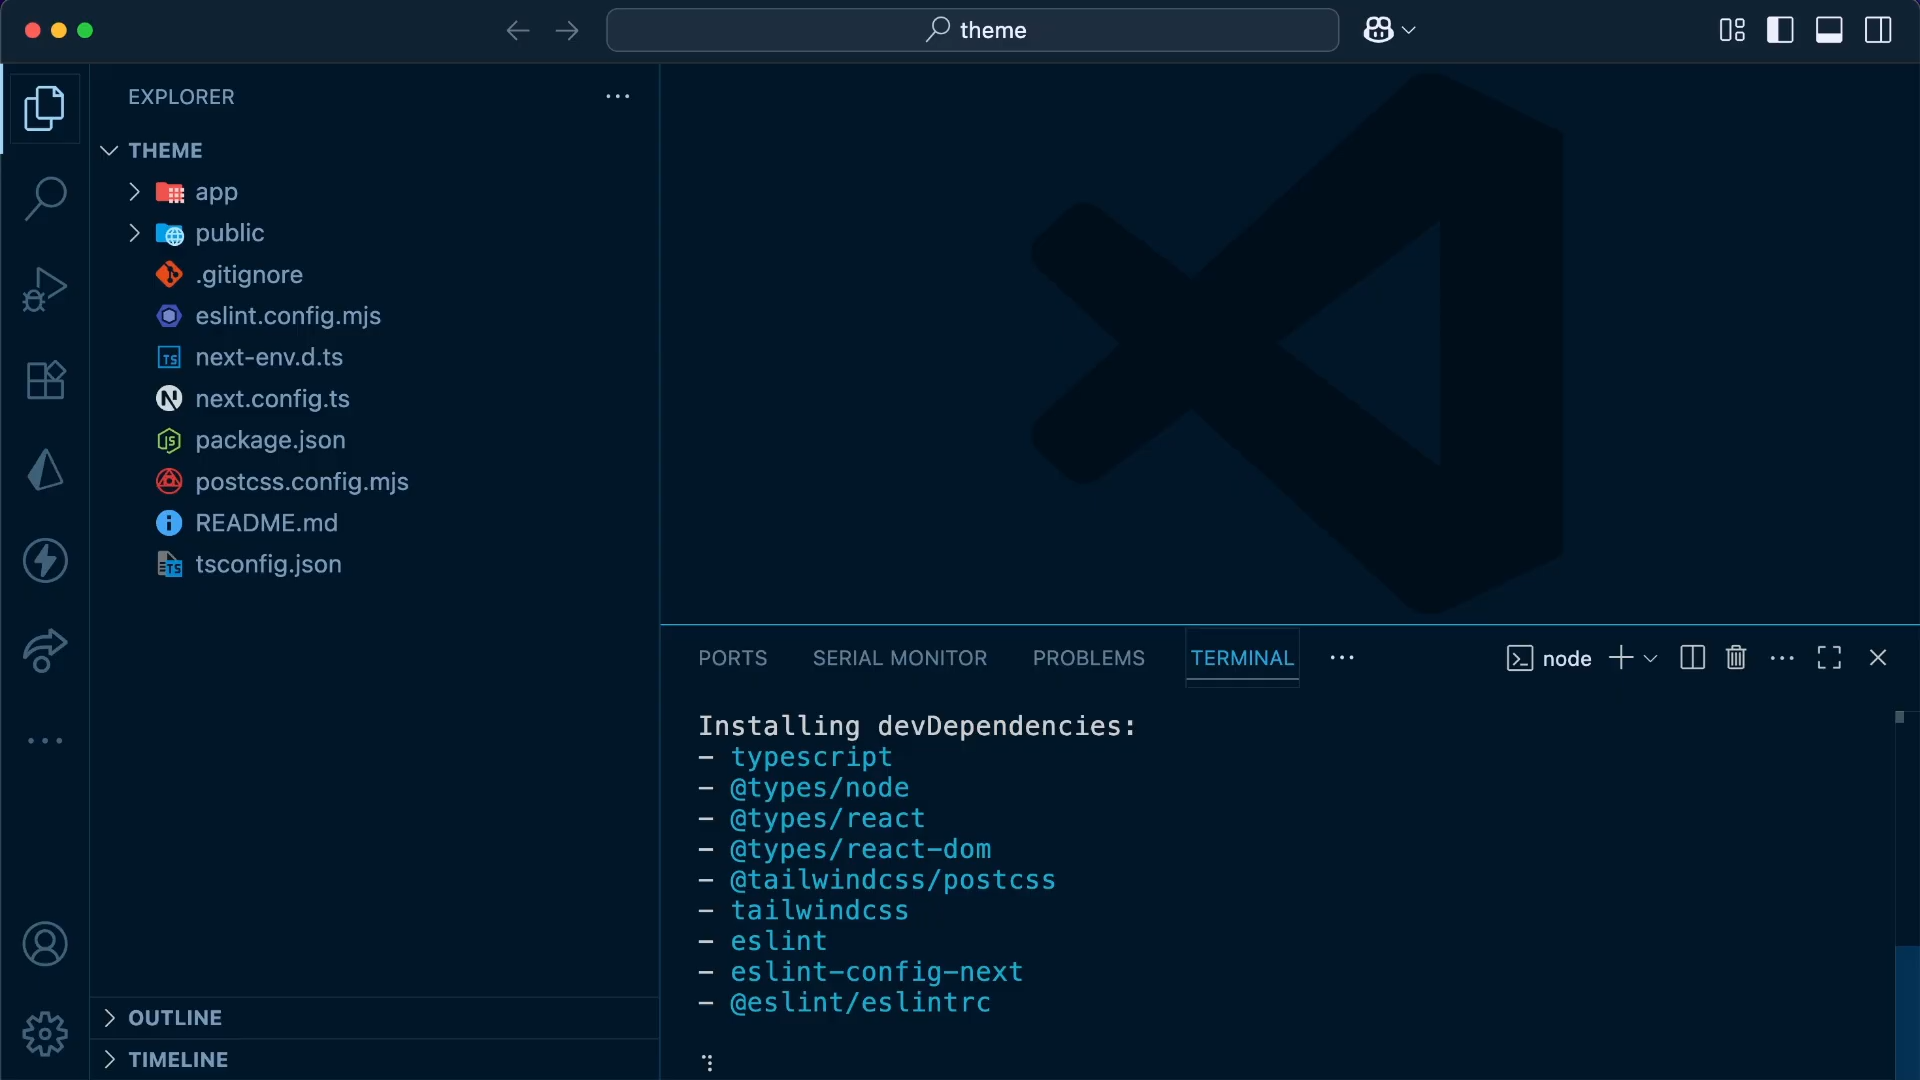 theme
EXPLORER
THEME
app
public
.gitignore
eslint.config.mjs
next-env.d.ts
next.config.ts
package.json
postcss.config.mjs
README.md
tsconfig.json
OUTLINE
TIMELINE
PORTS SERIAL MONITOR PROBLEMS TERMINAL node
Installing devDependencies:
- typescript
- @types/node
- @types/react
- @types/react-dom
- @tailwindcss/postcss
- tailwindcss
- eslint
- eslint-config-next
- @eslint/eslintrc